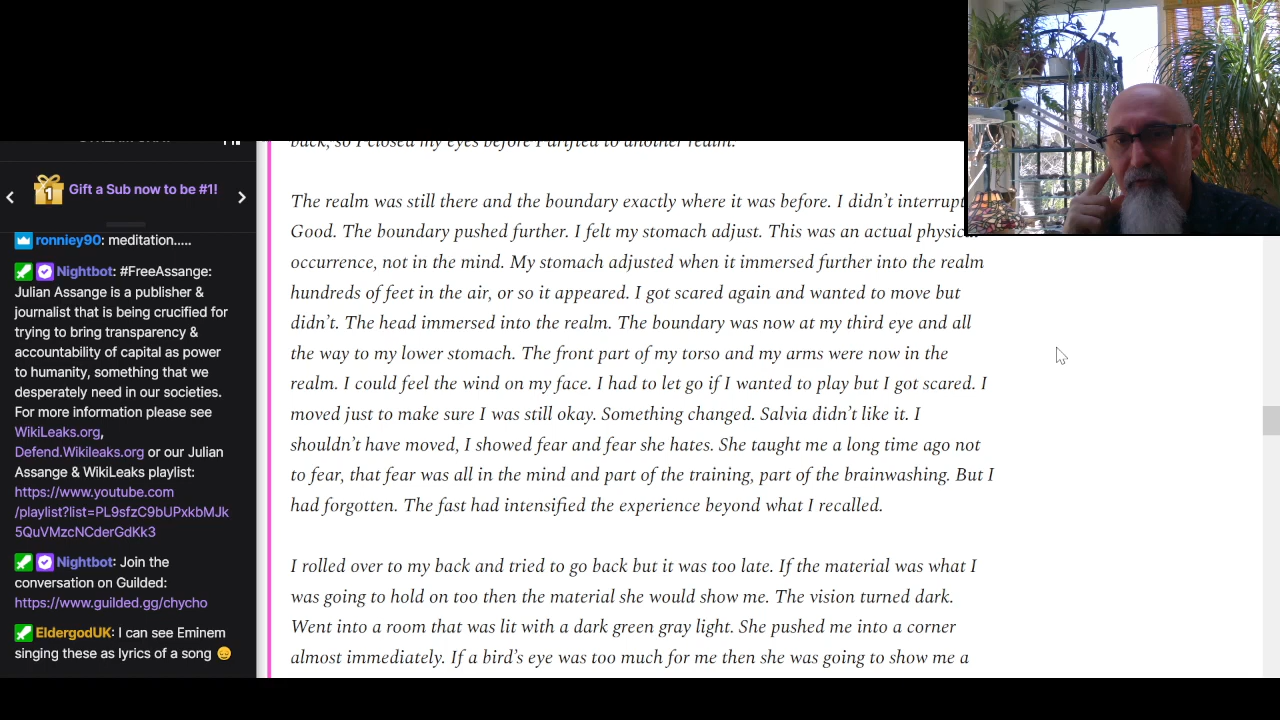 Gift a Sub now to be #1!
1
ronniey90: meditation.....
Nightbot: #FreeAssange:
Julian Assange is a publisher &
journalist that is being crucified for
trying to bring transparency &
accountability of capital as power
to humanity, something that we
desperately need in our societies.
For more information please see
WikiLeaks.org,
Defend.Wikileaks.org or our Julian
Assange & WikiLeaks playlist:
https://www.youtube.com
/playlist?list=PL9sfzC9bUPxkbMJk
5QuVMzcNCderGdKk3
Nightbot: Join the
conversation on Guilded:
https://www.guilded.gg/chycho
EldergodUK: I can see Eminem
singing these as lyrics of a song
back, so I closed my eyes before I drifted to another realm.
The realm was still there and the boundary exactly where it was before. I didn't interrupt
Good. The boundary pushed further. I felt my stomach adjust. This was an actual physical
occurrence, not in the mind. My stomach adjusted when it immersed further into the realm
hundreds of feet in the air, or so it appeared. I got scared again and wanted to move but
didn't. The head immersed into the realm. The boundary was now at my third eye and all
the way to my lower stomach. The front part of my torso and my arms were now in the
realm. I could feel the wind on my face. I had to let go if I wanted to play but I got scared. I
moved just to make sure I was still okay. Something changed. Salvia didn't like it. I
shouldn't have moved, I showed fear and fear she hates. She taught me a long time ago not
to fear, that fear was all in the mind and part of the training, part of the brainwashing. But I
had forgotten. The fast had intensified the experience beyond what I recalled.
I rolled over to my back and tried to go back but it was too late. If the material was what I
was going to hold on too then the material she would show me. The vision turned dark.
Went into a room that was lit with a dark green gray light. She pushed me into a corner
almost immediately. If a bird's eye was too much for me then she was going to show me a